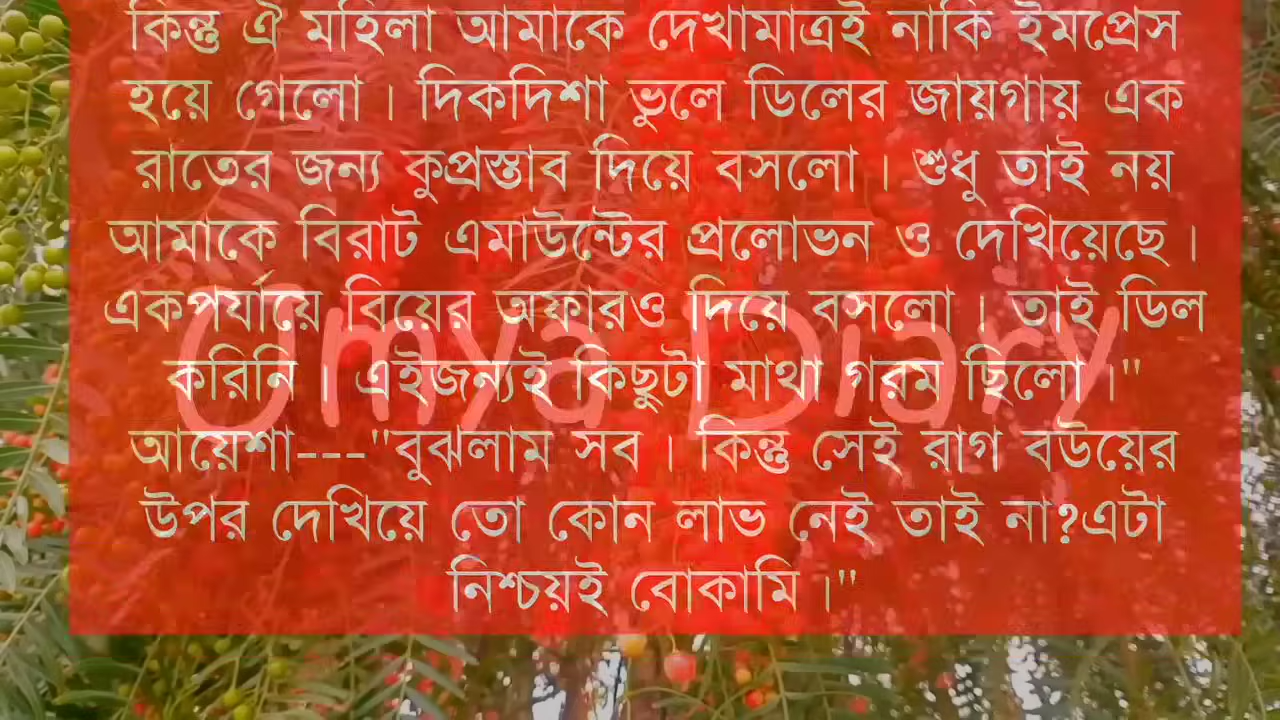 কিন্তু ঐ মহিলা আমাকে দেখামাত্রই নাকি ইমপ্রেস
হয়ে গেলো । দিকদিশা ভুলে ডিলের জায়গায় এক
রাতের জন্য কুপ্রস্তাব দিয়ে বসলো । শুধু তাই নয়
আমাকে বিরাট এমাউন্টের প্রলোভন ও দেখিয়েছে ।
একপর্যায়ে বিয়ের অফারও দিয়ে বসলো । তাই ডিল
Omya Diary
করিনি । এইজন্যই কিছুটা মাথা গরম ছিলো ।"
আয়েশা---"বুঝলাম সব । কিন্তু সেই রাগ বউয়ের
উপর দেখিয়ে তো কোন লাভ নেই তাই না?এটা
নিশ্চয়ই বোকামি ।"